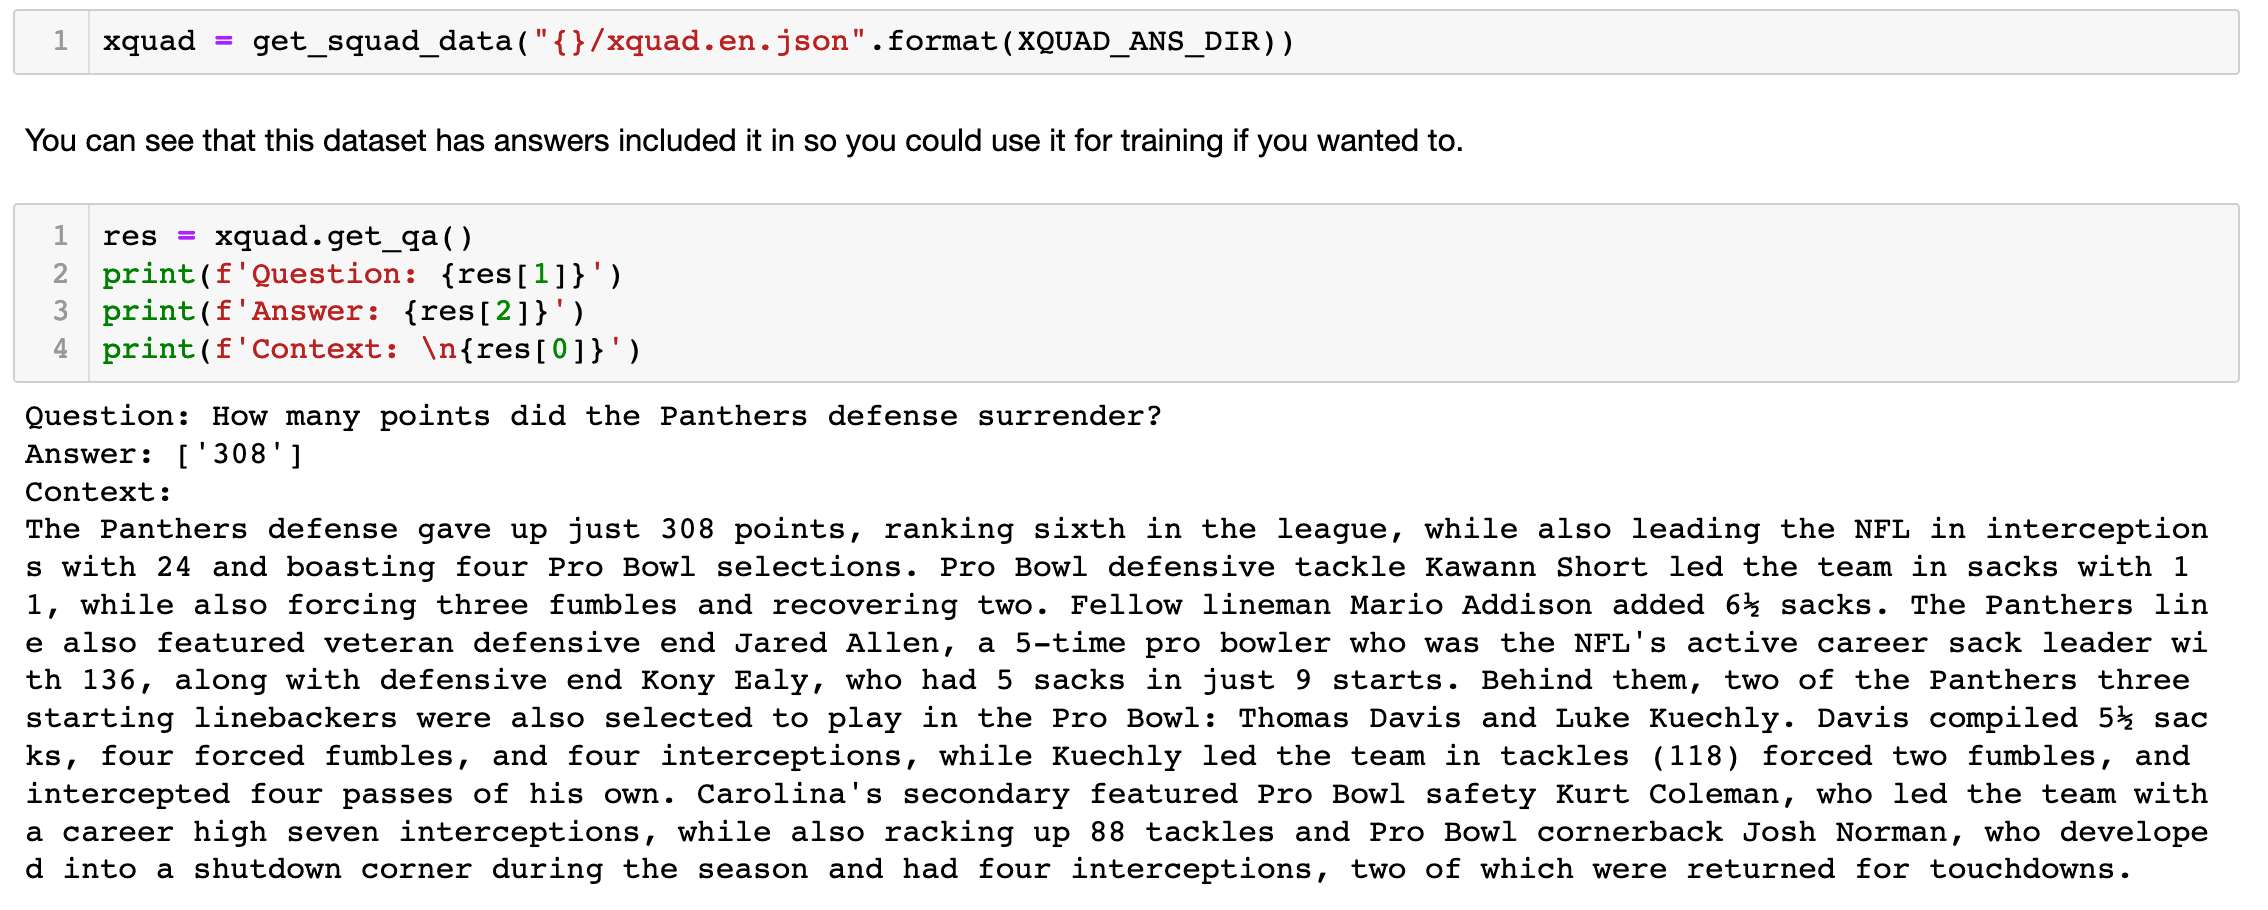 1 xquad = get_squad_data("{}/xquad.en.json".format(XQUAD_ANS_DIR))
You can see that this dataset has answers included it in so you could use it for training if you wanted to.
1 res = xquad.get_qa()
2 print(f'Question: {res[1]}')
3 print(f'Answer: {res[2]}')
4 print(f'Context: \n{res[0]}')
Question: How many points did the Panthers defense surrender?
Answer: ['308']
Context:
The Panthers defense gave up just 308 points, ranking sixth in the league, while also leading the NFL in interception
s with 24 and boasting four Pro Bowl selections. Pro Bowl defensive tackle Kawann Short led the team in sacks with 1
1, while also forcing three fumbles and recovering two. Fellow lineman Mario Addison added 6½ sacks. The Panthers lin
e also featured veteran defensive end Jared Allen, a 5-time pro bowler who was the NFL's active career sack leader wi
th 136, along with defensive end Kony Ealy, who had 5 sacks in just 9 starts. Behind them, two of the Panthers three
starting linebackers were also selected to play in the Pro Bowl: Thomas Davis and Luke Kuechly. Davis compiled 5½ sac
ks, four forced fumbles, and four interceptions, while Kuechly led the team in tackles (118) forced two fumbles, and
intercepted four passes of his own. Carolina's secondary featured Pro Bowl safety Kurt Coleman, who led the team with
a career high seven interceptions, while also racking up 88 tackles and Pro Bowl cornerback Josh Norman, who develope
d into a shutdown corner during the season and had four interceptions, two of which were returned for touchdowns.